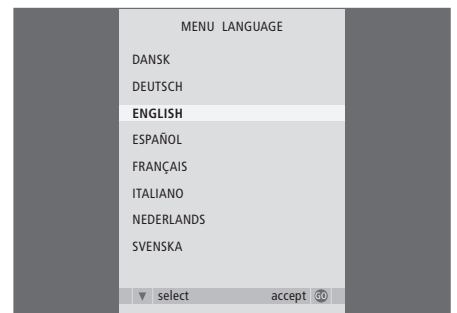 MENU LANGUAGE
DANSK
DEUTSCH
ENGLISH
ESPAÑOL
FRANÇAIS
ITALIANO
NEDERLANDS
SVENSKA
select accept GO